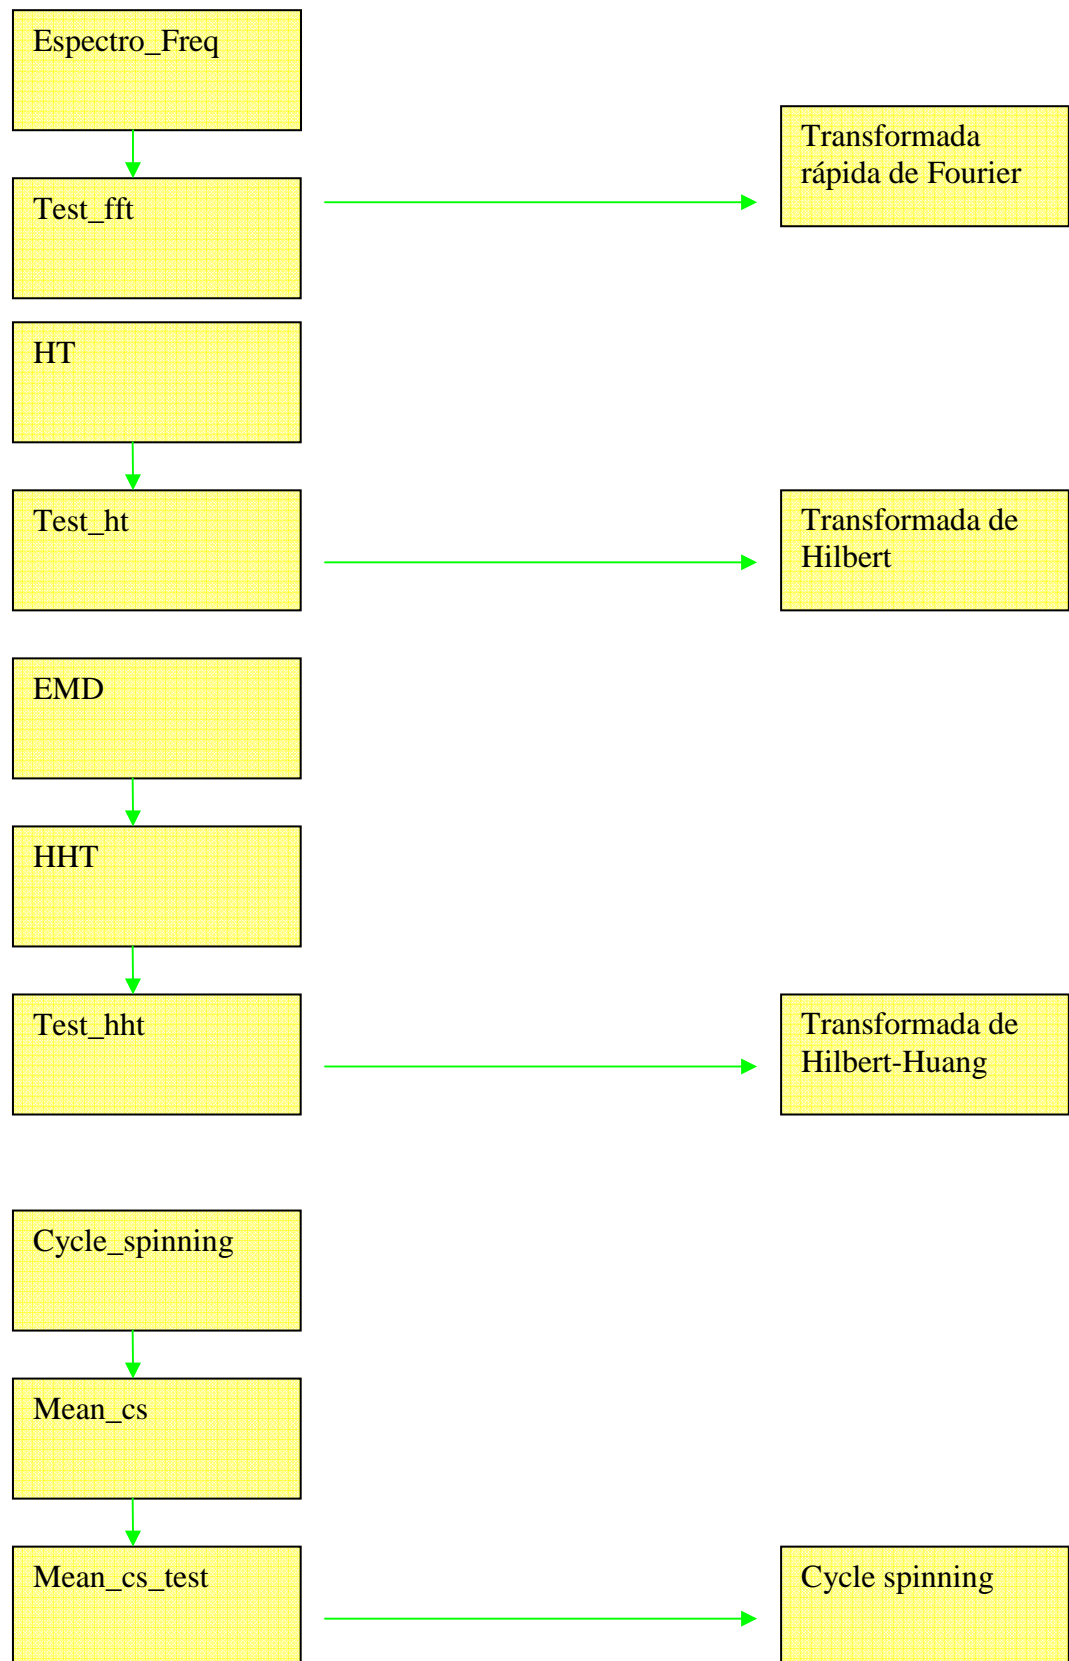 Espectro_Freq
Transformada
rápida de Fourier
Test_fft
HT
Test_ht
Transformada de
Hilbert
EMD
HHT
Test_hht
Transformada de
Hilbert-Huang
Cycle_spinning
Mean_cs
Mean_cs_test
Cycle spinning